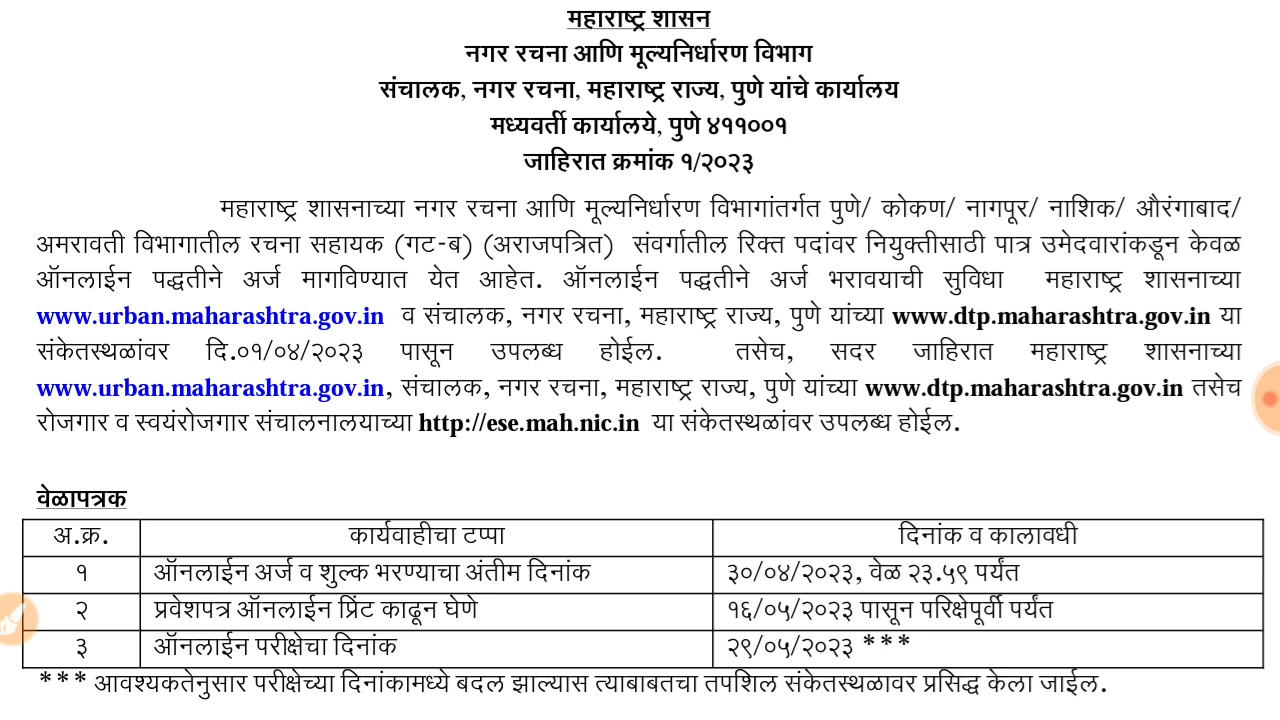 महाराष्ट्र शासन
नगर रचना आणि मूल्यनिर्धारण विभाग
संचालक, नगर रचना, महाराष्ट्र राज्य, पुणे यांचे कार्यालय
मध्यवर्ती कार्यालये, पुणे ४११००१
जाहिरात क्रमांक १/२०२३
महाराष्ट्र शासनाच्या नगर रचना आणि मूल्यनिर्धारण विभागांतर्गत पुणे/ कोकण/ नागपूर/ नाशिक/ औरंगाबाद/
अमरावती विभागातील रचना सहायक (गट-ब) (अराजपत्रित) संवर्गातील रिक्त पदांवर नियुक्तीसाठी पात्र उमेदवारांकडून केवळ
ऑनलाईन पद्धतीने अर्ज मागविण्यात येत आहेत. ऑनलाईन पद्धतीने अर्ज भरावयाची सुविधा महाराष्ट्र शासनाच्या
www.urban.maharashtra.gov.in व संचालक, नगर रचना, महाराष्ट्र राज्य, पुणे यांच्या www.dtp.maharashtra.gov.in या
संकेतस्थळांवर दि.०१/०४/२०२३ पासून उपलब्ध होईल. तसेच, सदर जाहिरात महाराष्ट्र शासनाच्या
www.urban.maharashtra.gov.in, संचालक, नगर रचना, महाराष्ट्र राज्य, पुणे यांच्या www.dtp.maharashtra.gov.in तसेच
रोजगार व स्वयंरोजगार संचालनालयाच्या http://ese.mah.nic.in या संकेतस्थळांवर उपलब्ध होईल.
वेळापत्रक
अ.क्र. कार्यवाहीचा टप्पा दिनांक व कालावधी
१ ऑनलाईन अर्ज व शुल्क भरण्याचा अंतीम दिनांक ३०/०४/२०२३, वेळ २३.५९ पर्यंत
२ प्रवेशपत्र ऑनलाईन प्रिंट काढून घेणे १६/०५/२०२३ पासून परिक्षेपूर्वी पर्यंत
३ ऑनलाईन परीक्षेचा दिनांक २९/०५/२०२३ ***
*** आवश्यकतेनुसार परीक्षेच्या दिनांकामध्ये बदल झाल्यास त्याबाबतचा तपशिल संकेतस्थळावर प्रसिद्ध केला जाईल.